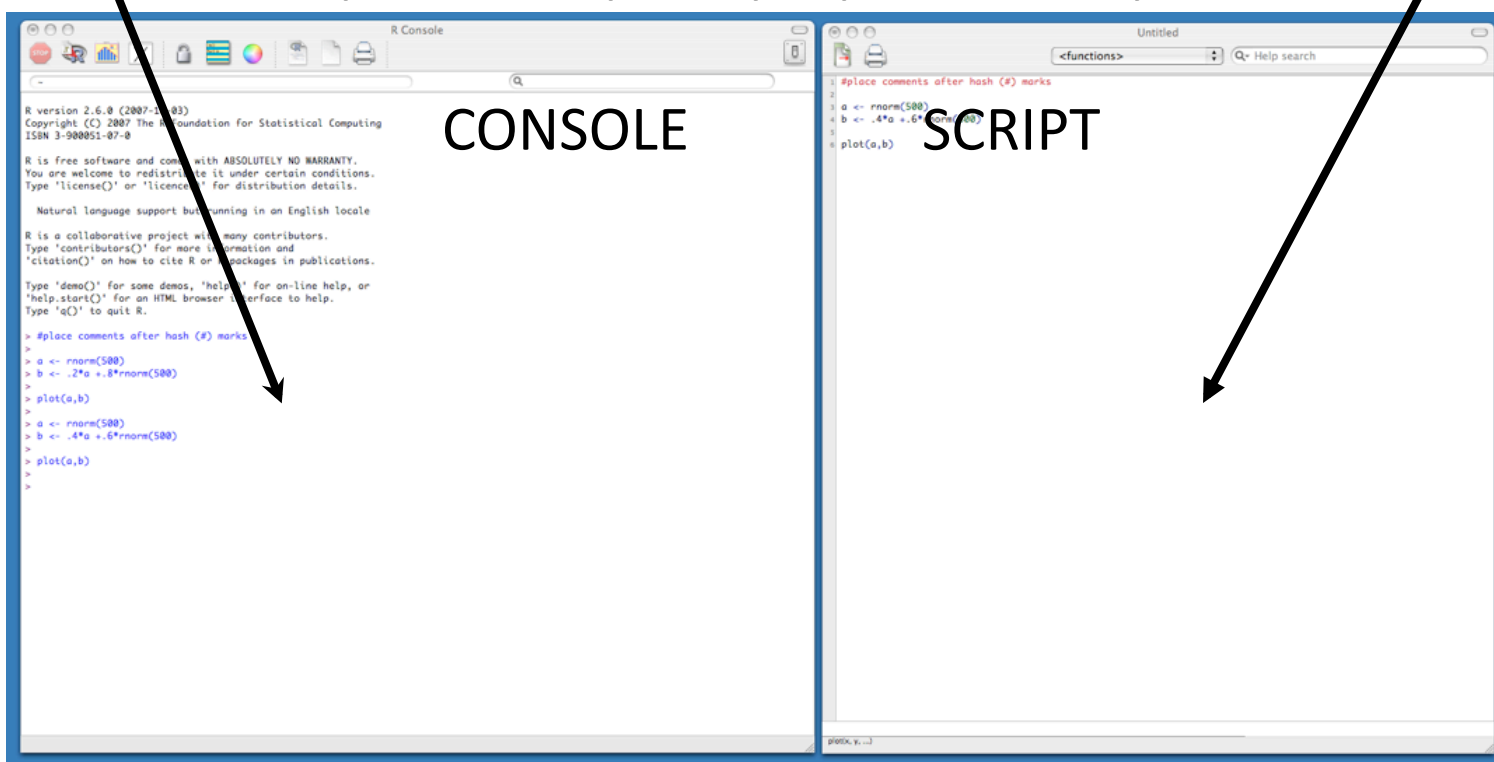 R Console
STOP
CONSOLE
R version 2.6.0 (2007-1 03)
Copyright (C) 2007 The R Foundation for Statistical Computing
ISBN 3-900051-07-0
R is free software and comes with ABSOLUTELY NO WARRANTY.
You are welcome to redistribute it under certain conditions.
Type 'license()' or 'licence()' for distribution details.
Natural language support but running in an English locale
R is a collaborative project with many contributors.
Type 'contributors()' for more information and
'citation()' on how to cite R or R packages in publications.
Type 'demo()' for some demos, 'help()' for on-line help, or
'help.start()' for an HTML browser interface to help.
Type 'q()' to quit R.
> #place comments after hash (#) marks
>
> a <- rnorm(500)
> b <- .2*a +.8*rnorm(500)
>
> plot(a,b)
>
> a <- rnorm(500)
> b <- .4*a +.6*rnorm(500)
>
> plot(a,b)
>
>
Untitled
<functions>
Help search
SCRIPT
1 #place comments after hash (#) marks
2
3 a <- rnorm(500)
4 b <- .4*a +.6*rnorm(500)
5
6 plot(a,b)
plot(x, y, ...)